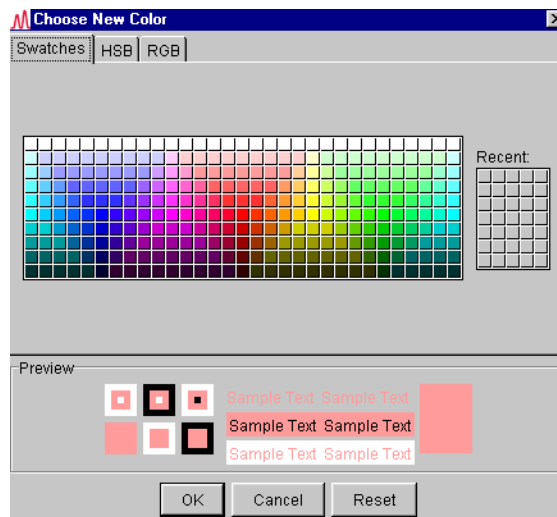 Choose New Color
Swatches HSB RGB
Recent:
Preview
Sample Text Sample Text
Sample Text Sample Text
Sample Text Sample Text
OK Cancel Reset